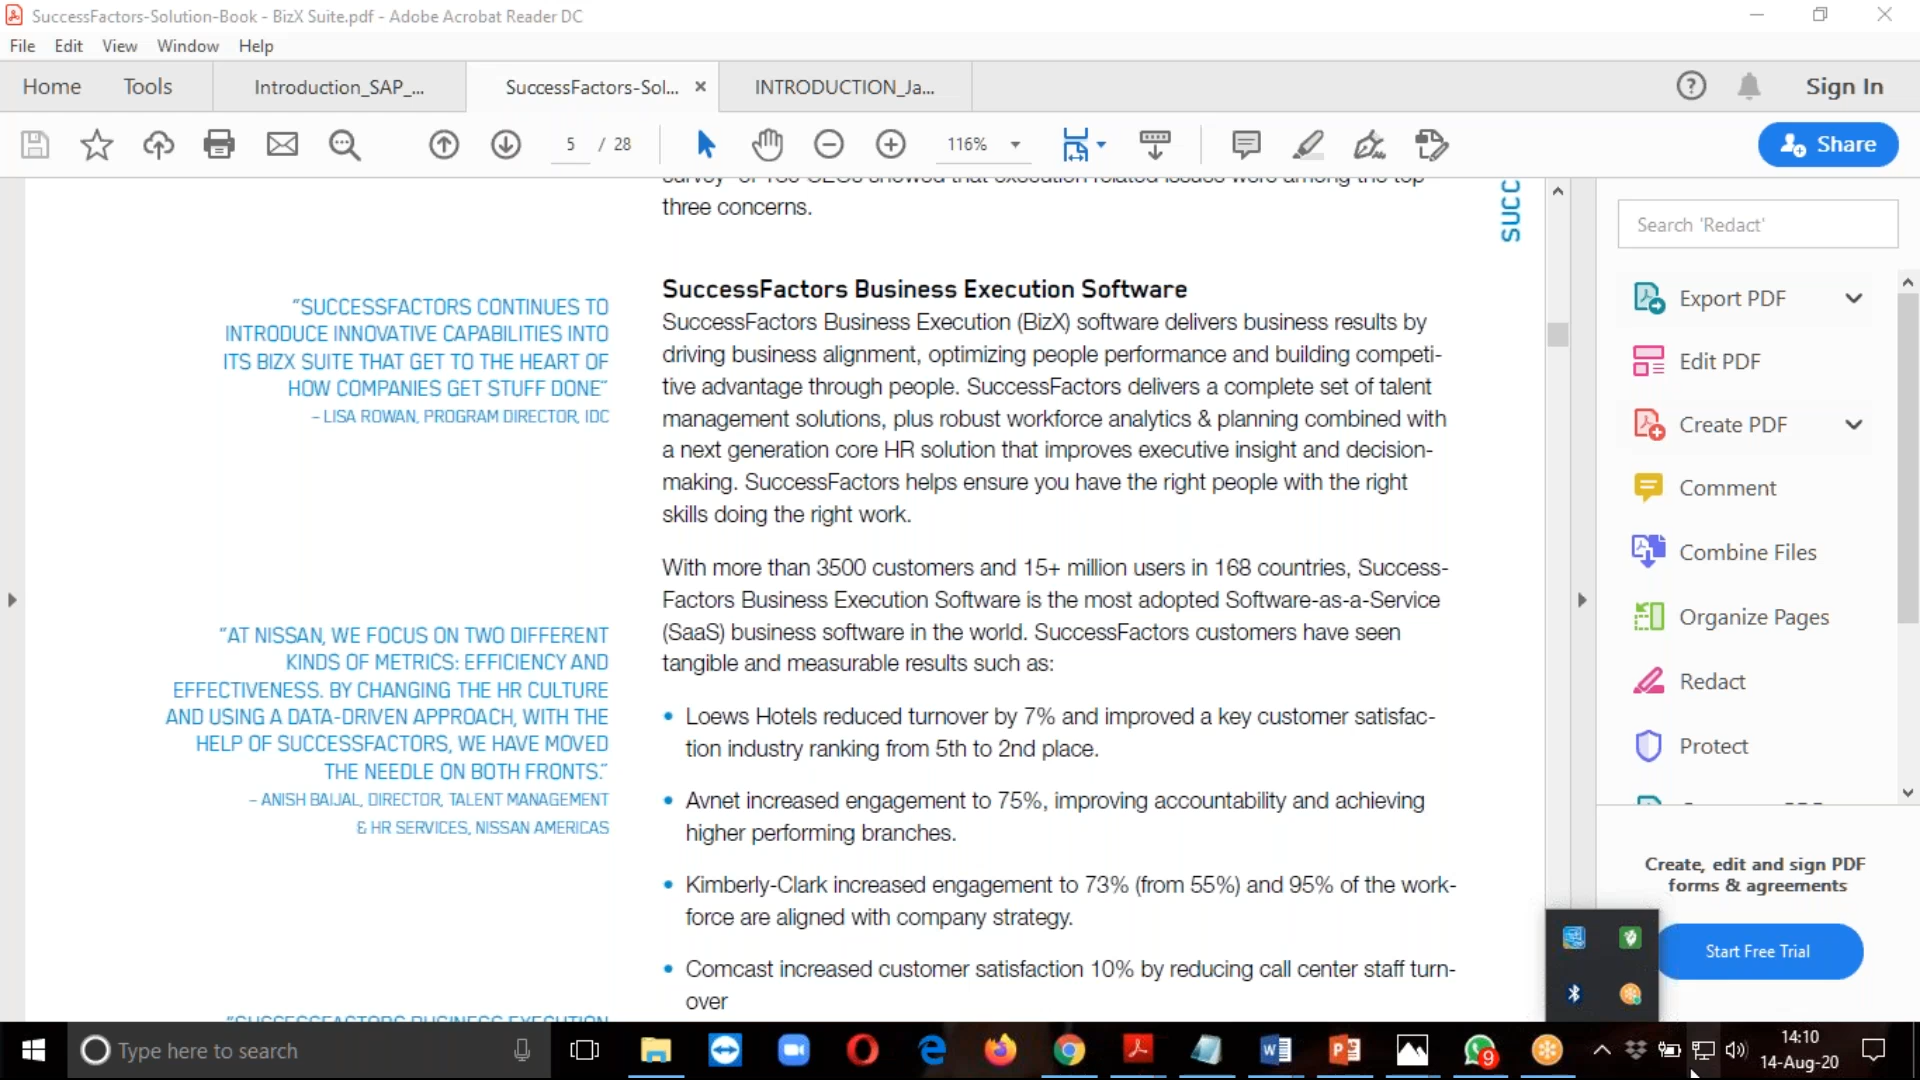 SuccessFactors-Solution-Book - BizX Suite.pdf - Adobe Acrobat Reader DC
File Edit View Window Help
Home Tools Introduction_SAP_... SuccessFactors-Sol... × INTRODUCTION_Ja... Sign In
5 / 28 116% Share
three concerns.
SUCC
SuccessFactors Business Execution Software
SuccessFactors Business Execution (BizX) software delivers business results by
driving business alignment, optimizing people performance and building competi-
tive advantage through people. SuccessFactors delivers a complete set of talent
management solutions, plus robust workforce analytics & planning combined with
a next generation core HR solution that improves executive insight and decision-
making. SuccessFactors helps ensure you have the right people with the right
skills doing the right work.
With more than 3500 customers and 15+ million users in 168 countries, Success-
Factors Business Execution Software is the most adopted Software-as-a-Service
(SaaS) business software in the world. SuccessFactors customers have seen
tangible and measurable results such as:
• Loews Hotels reduced turnover by 7% and improved a key customer satisfac-
tion industry ranking from 5th to 2nd place.
• Avnet increased engagement to 75%, improving accountability and achieving
higher performing branches.
• Kimberly-Clark increased engagement to 73% (from 55%) and 95% of the work-
force are aligned with company strategy.
• Comcast increased customer satisfaction 10% by reducing call center staff turn-
over
“SUCCESSFACTORS CONTINUES TO
INTRODUCE INNOVATIVE CAPABILITIES INTO
ITS BIZX SUITE THAT GET TO THE HEART OF
HOW COMPANIES GET STUFF DONE”
– LISA ROWAN, PROGRAM DIRECTOR, IDC
“AT NISSAN, WE FOCUS ON TWO DIFFERENT
KINDS OF METRICS: EFFICIENCY AND
EFFECTIVENESS. BY CHANGING THE HR CULTURE
AND USING A DATA-DRIVEN APPROACH, WITH THE
HELP OF SUCCESSFACTORS, WE HAVE MOVED
THE NEEDLE ON BOTH FRONTS.”
– ANISH BAIJAL, DIRECTOR, TALENT MANAGEMENT
& HR SERVICES, NISSAN AMERICAS
“SUCCESSFACTORS BUSINESS EXECUTION
Search 'Redact'
Export PDF
Edit PDF
Create PDF
Comment
Combine Files
Organize Pages
Redact
Protect
Create, edit and sign PDF
forms & agreements
Start Free Trial
Type here to search
9
14:10
14-Aug-20